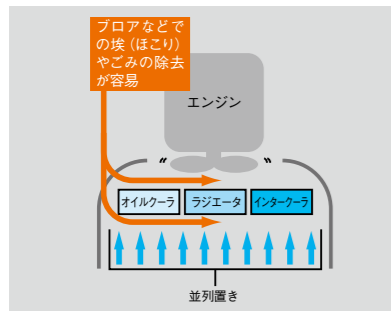 ブロアなどで
の埃（ほこり）
やごみの除去
が容易
エンジン
オイルクーラ
ラジエータ
インタークーラ
並列置き